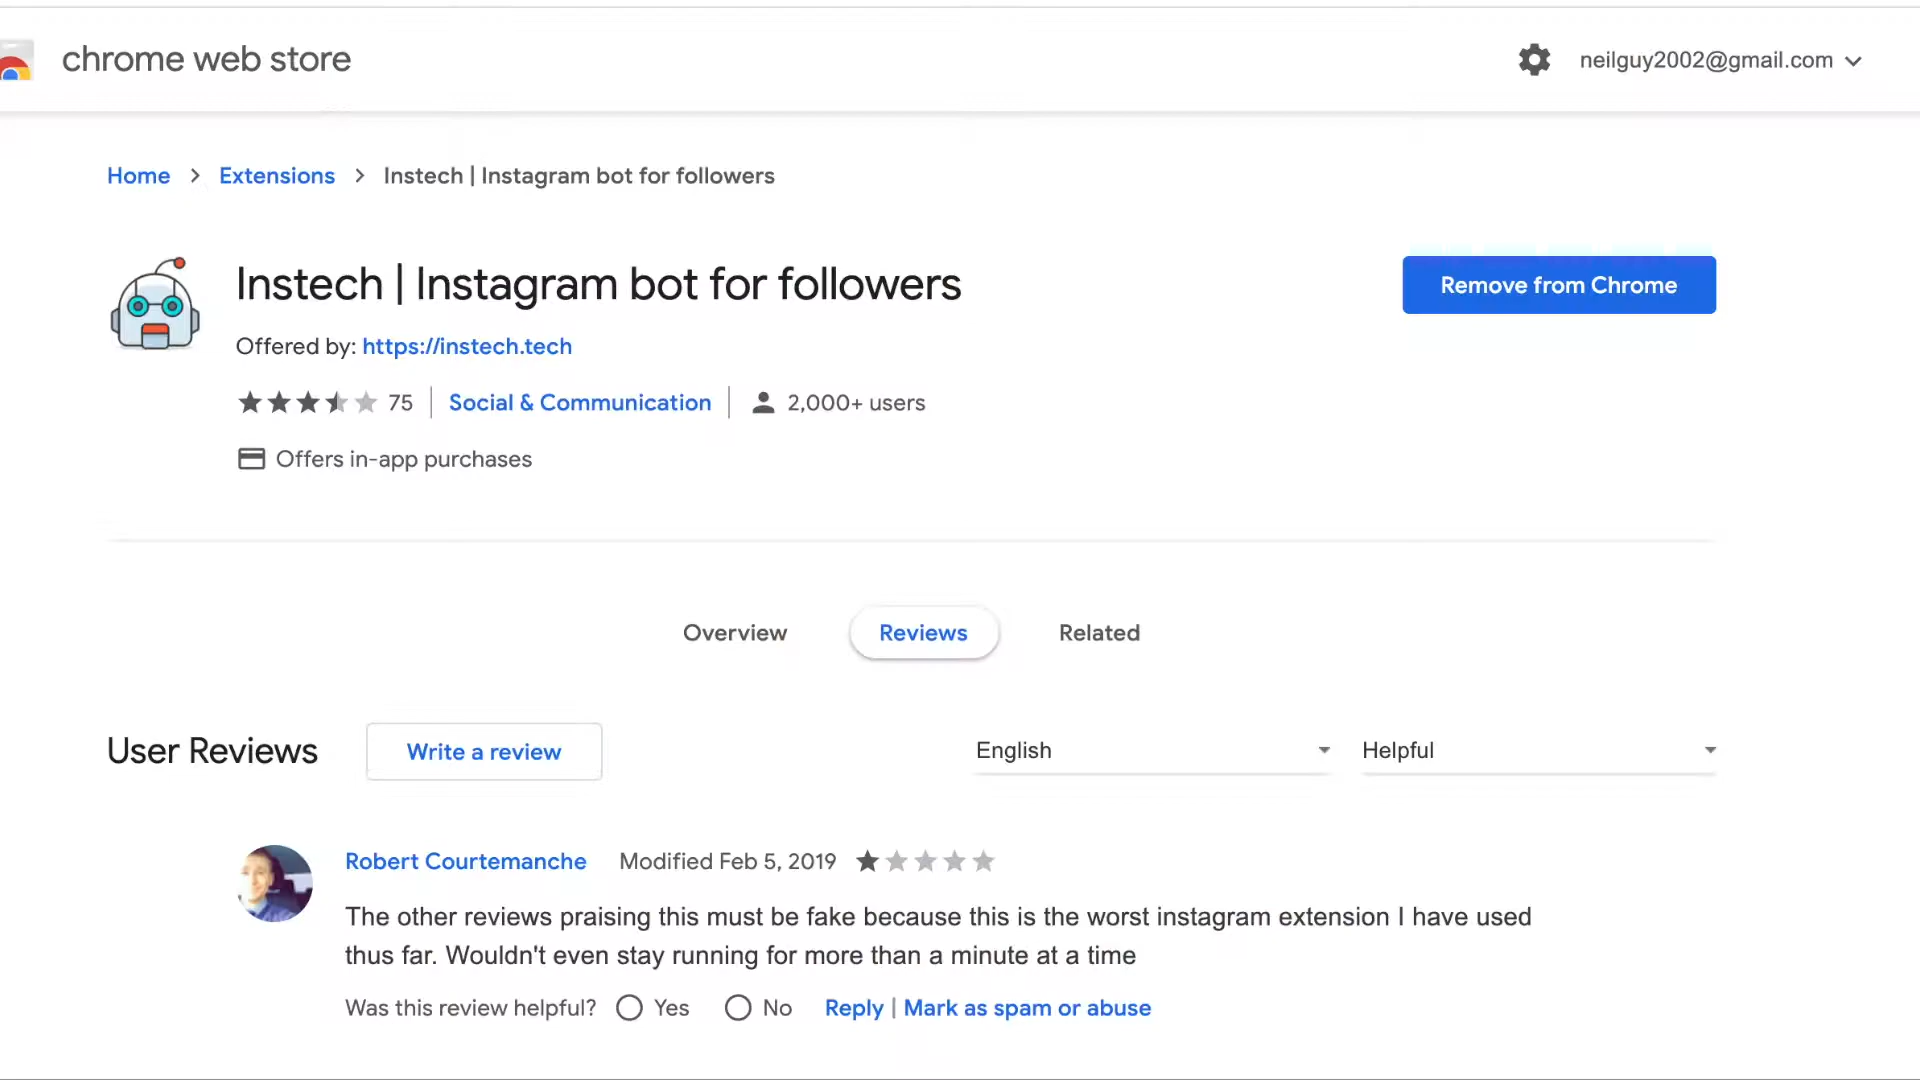 chrome web store
neilguy2002@gmail.com
Home > Extensions > Instech | Instagram bot for followers
Instech | Instagram bot for followers
Remove from Chrome
Offered by: https://instech.tech
75 | Social & Communication | 2,000+ users
Offers in-app purchases
Overview Reviews Related
User Reviews Write a review English Helpful
Robert Courtemanche Modified Feb 5, 2019
The other reviews praising this must be fake because this is the worst instagram extension I have used
thus far. Wouldn't even stay running for more than a minute at a time
Was this review helpful? Yes No Reply | Mark as spam or abuse